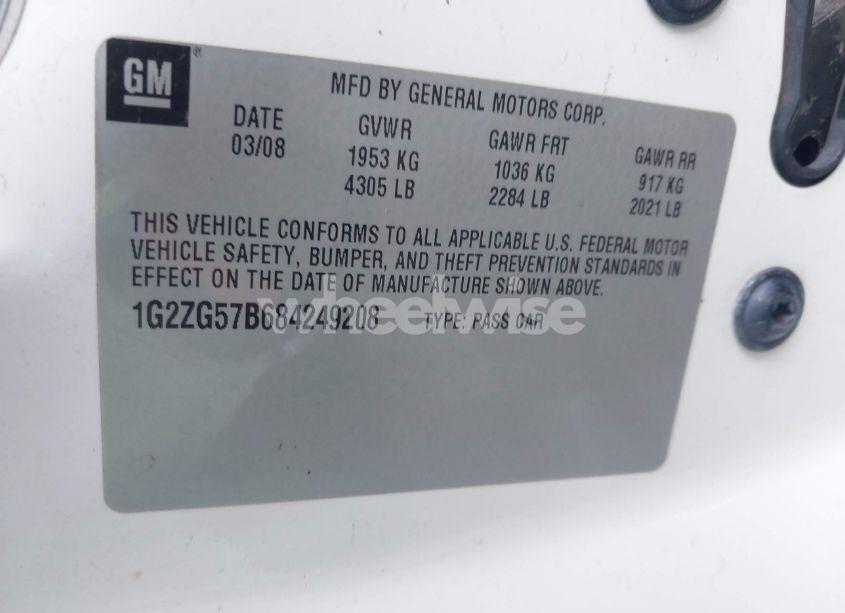 GM
MFD BY GENERAL MOTORS CORP.
DATE GVWR GAWR FRT GAWR RR
03/08 1953 KG 1036 KG 917 KG
4305 LB 2284 LB 2021 LB
THIS VEHICLE CONFORMS TO ALL APPLICABLE U.S. FEDERAL MOTOR
VEHICLE SAFETY, BUMPER, AND THEFT PREVENTION STANDARDS IN
EFFECT ON THE DATE OF MANUFACTURE SHOWN ABOVE.
1G2ZG57B684249208 TYPE: PASS CAR
wheelwise